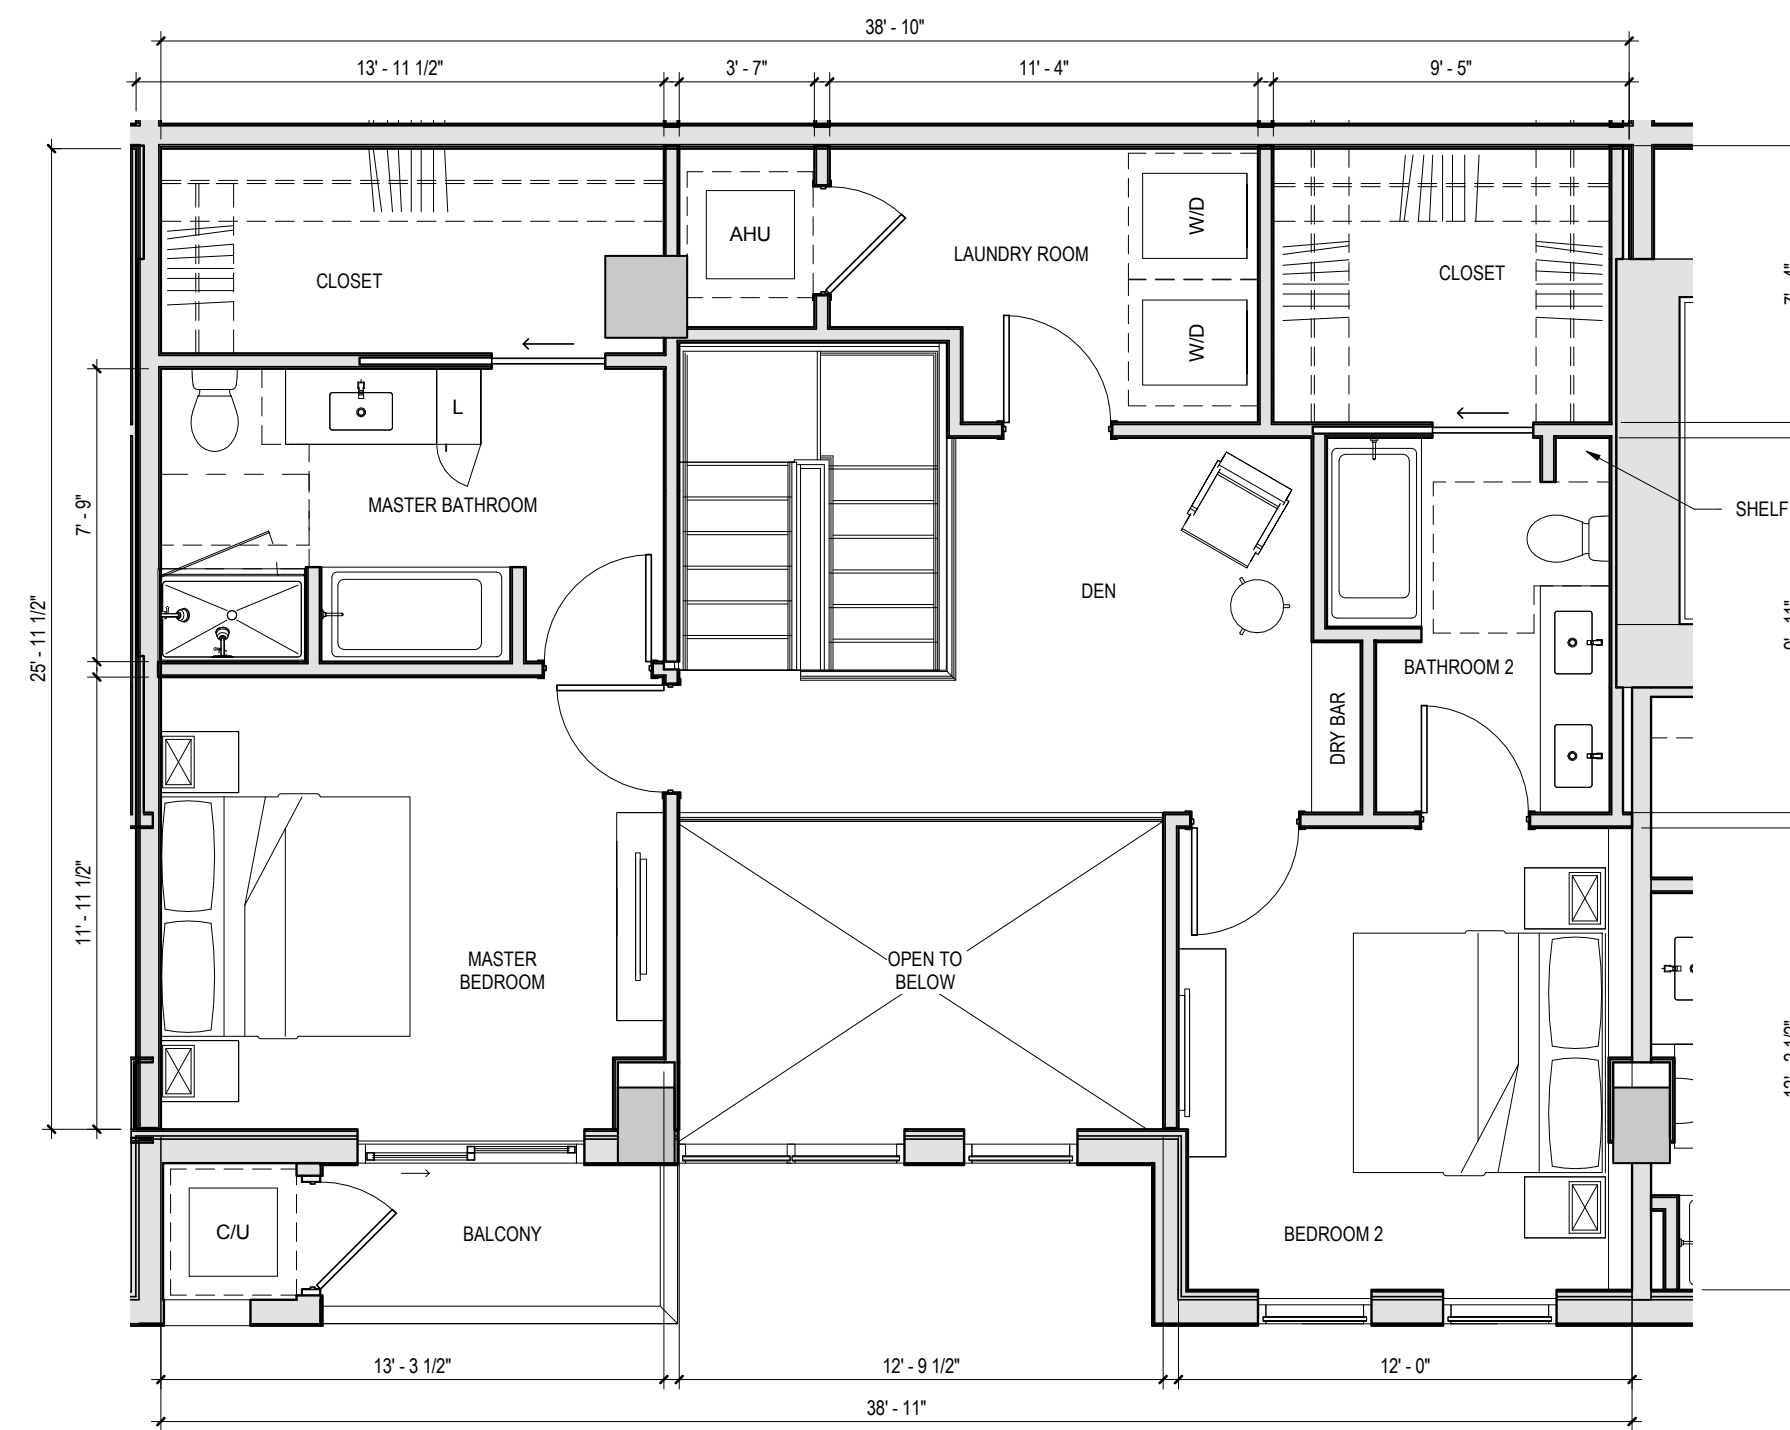 38' - 10"
13' - 11 1/2"
3' - 7"
11' - 4"
9' - 5"
AHU
W/D
LAUNDRY ROOM
CLOSET
CLOSET
W/D
L
MASTER BATHROOM
7' - 9"
SHELF
DEN
25' - 11 1/2"
BATHROOM 2
DRY BAR
11' - 11 1/2"
MASTER
BEDROOM
OPEN TO
BELOW
C/U
BALCONY
BEDROOM 2
13' - 3 1/2"
12' - 9 1/2"
12' - 0"
38' - 11"